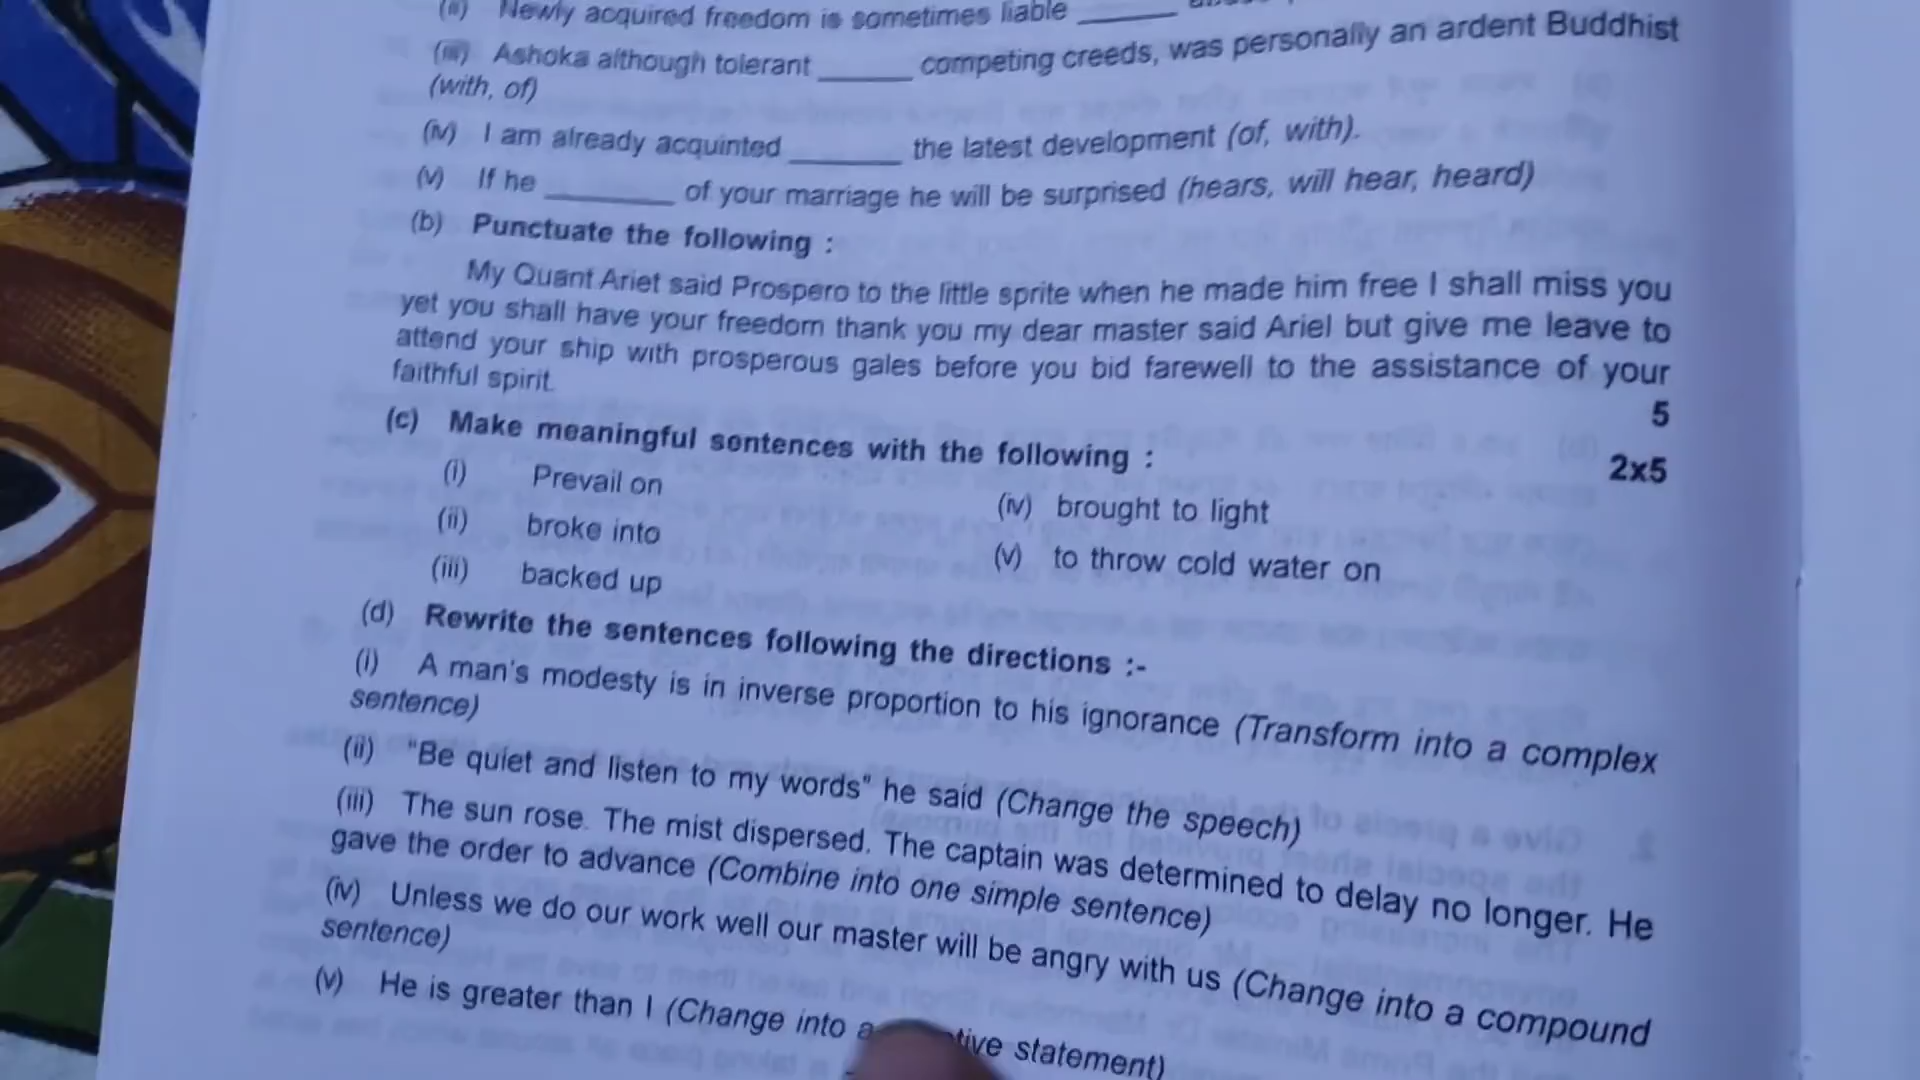 (ii) Newly acquired freedom is sometimes liable ______
(iii) Ashoka although tolerant ______ competing creeds, was personally an ardent Buddhist
(with, of)
(iv) I am already acquinted ______ the latest development (of, with).
(v) If he ______ of your marriage he will be surprised (hears, will hear, heard)
(b) Punctuate the following :
My Quant Ariet said Prospero to the little sprite when he made him free I shall miss you
yet you shall have your freedom thank you my dear master said Ariel but give me leave to
attend your ship with prosperous gales before you bid farewell to the assistance of your
faithful spirit.
5
(c) Make meaningful sentences with the following :
2x5
(i) Prevail on
(ii) broke into
(iii) backed up
(iv) brought to light
(v) to throw cold water on
(d) Rewrite the sentences following the directions :-
(i) A man's modesty is in inverse proportion to his ignorance (Transform into a complex
sentence)
(ii) "Be quiet and listen to my words" he said (Change the speech)
(iii) The sun rose. The mist dispersed. The captain was determined to delay no longer. He
gave the order to advance (Combine into one simple sentence)
(iv) Unless we do our work well our master will be angry with us (Change into a compound
sentence)
(v) He is greater than I (Change into a tive statement)